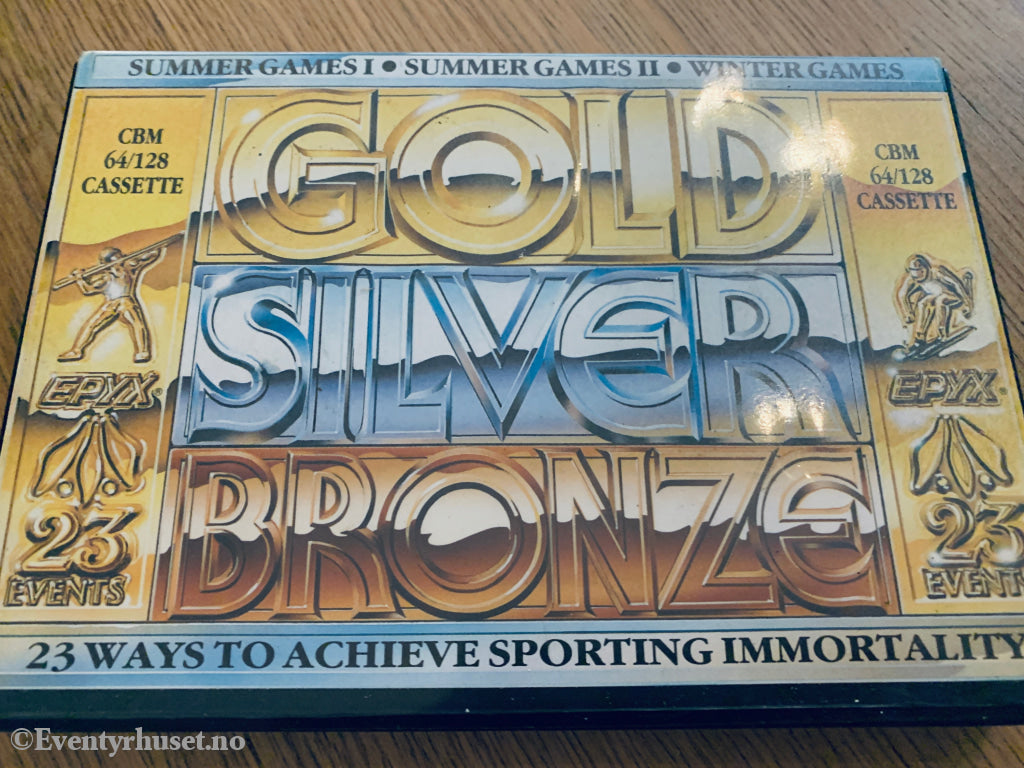 SUMMER GAMES I • SUMMER GAMES II • WINTER GAMES
CBM
64/128
CASSETTE
GOLD
SILVER
BRONZE
EPYX
23
EVENTS
CBM
64/128
CASSETTE
EPYX
23
EVENTS
23 WAYS TO ACHIEVE SPORTING IMMORTALITY
©Eventyrhuset.no